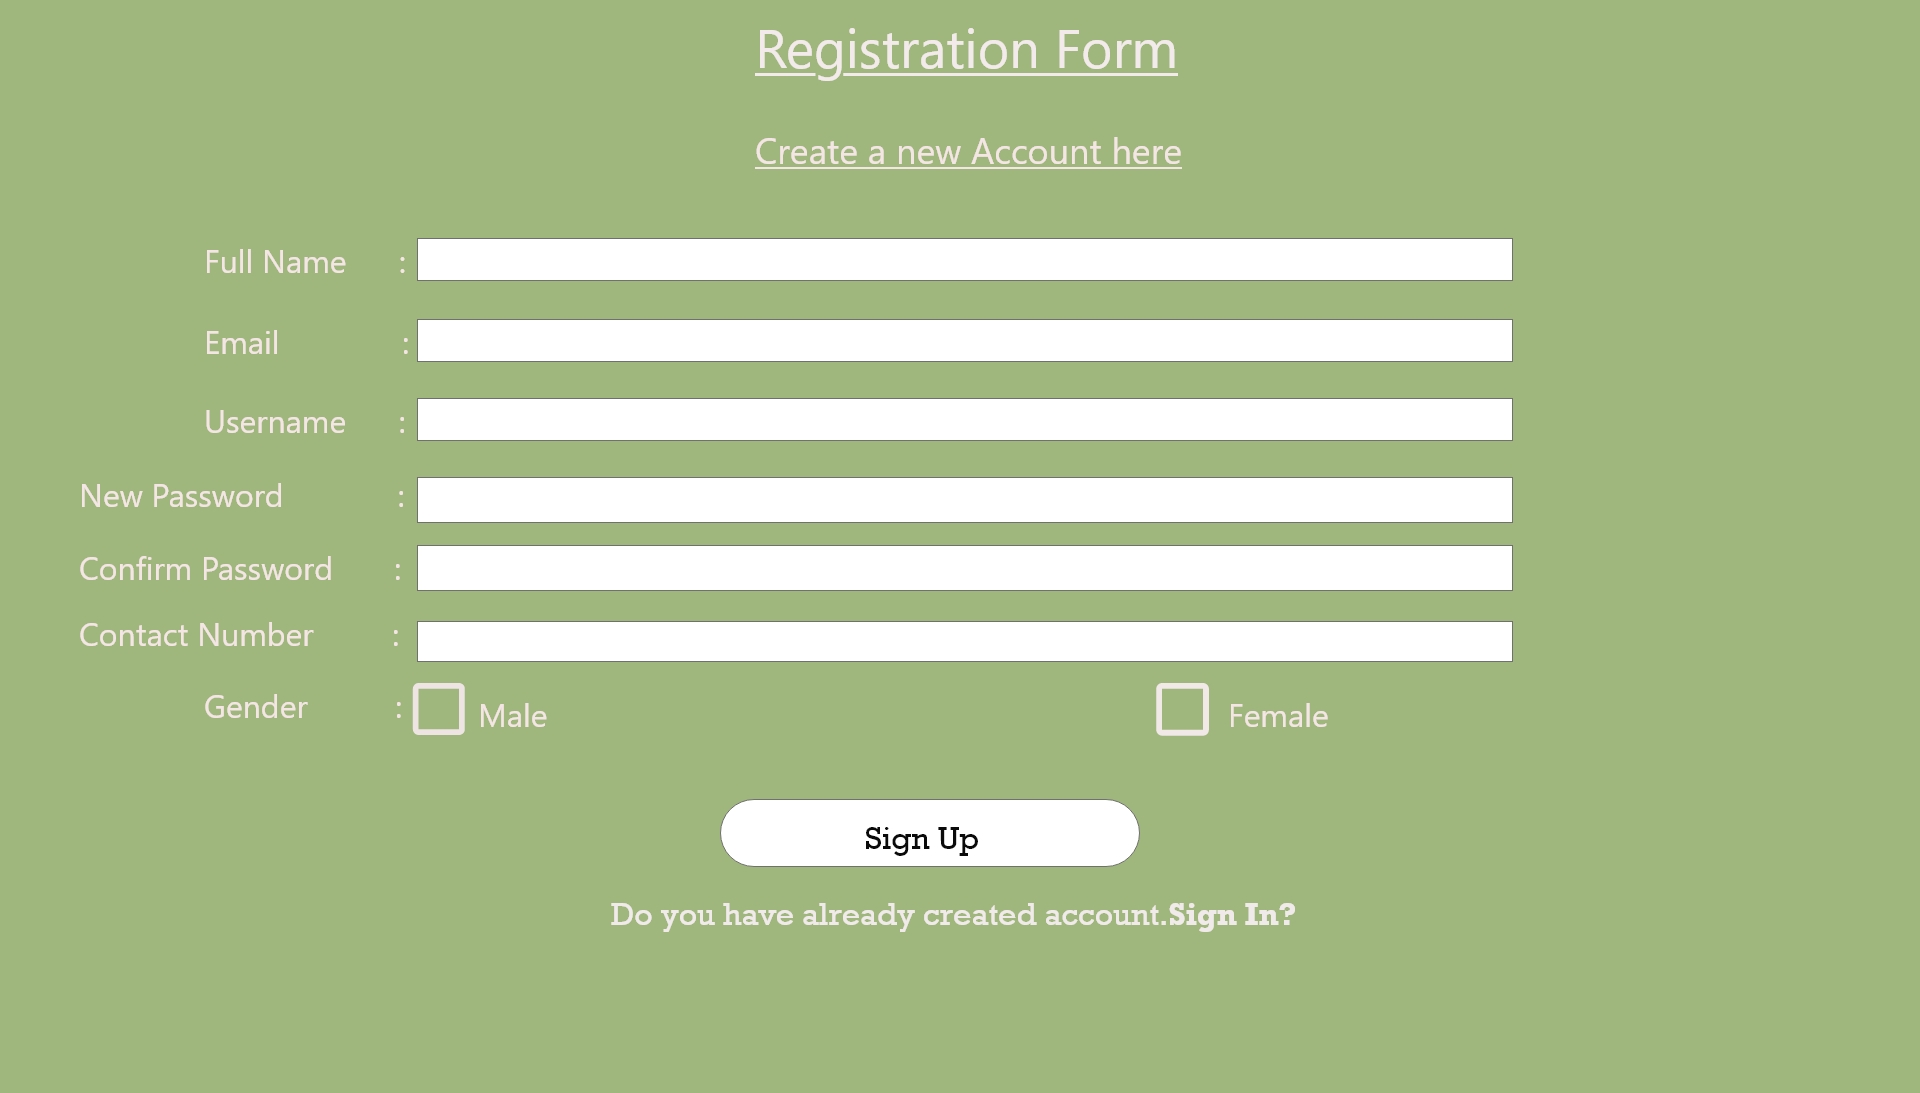 Registration Form
Create a new Account here
Full Name :
Email :
Username :
New Password :
Confirm Password :
Contact Number :
Gender : Male Female
Sign Up
Do you have already created account.Sign In?